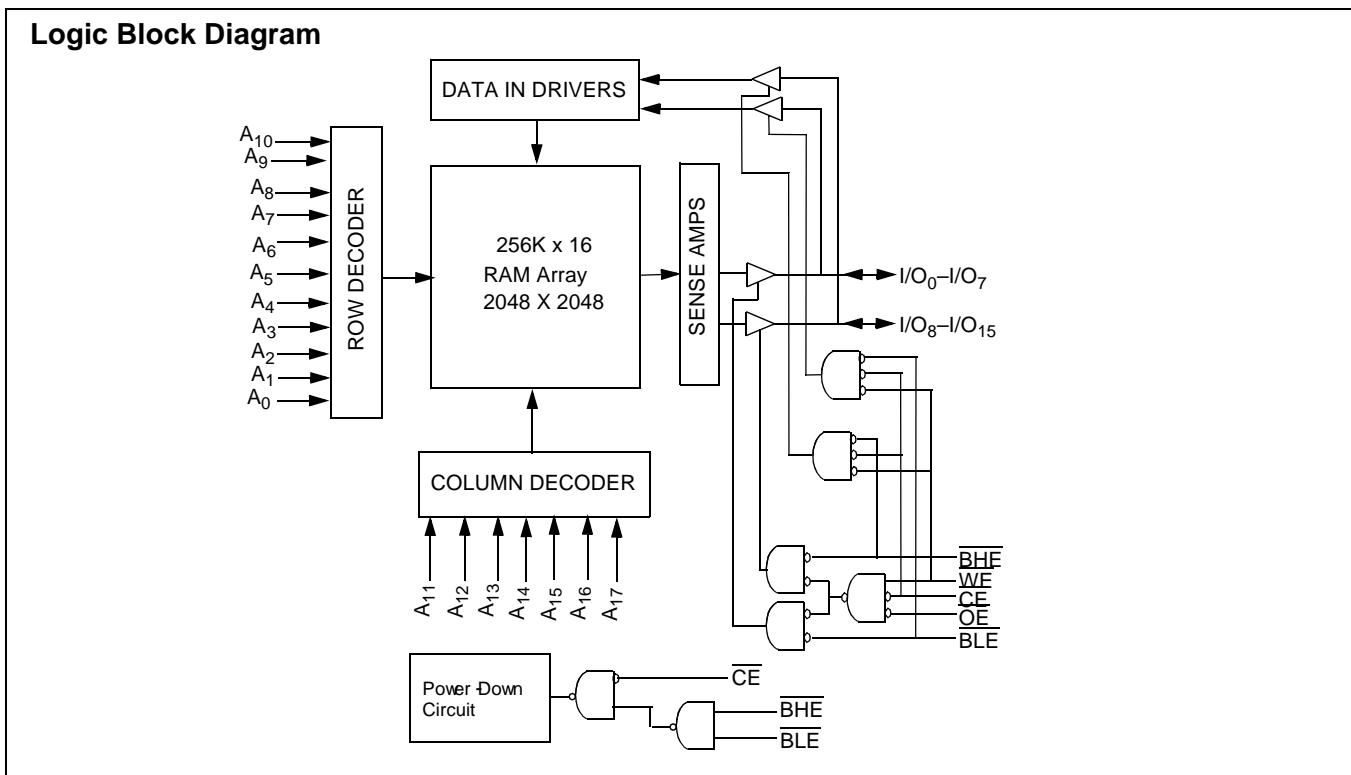 Logic Block Diagram
DATA IN DRIVERS
A10
A9
A8
A7
A6
A5
A4
A3
A2
A1
A0
ROW DECODER
256K x 16
RAM Array
2048 X 2048
SENSE AMPS
I/O0–I/O7
I/O8–I/O15
COLUMN DECODER
A11
A12
A13
A14
A15
A16
A17
BHE
WE
CE
OE
BLE
Power-Down
Circuit
CE
BHE
BLE